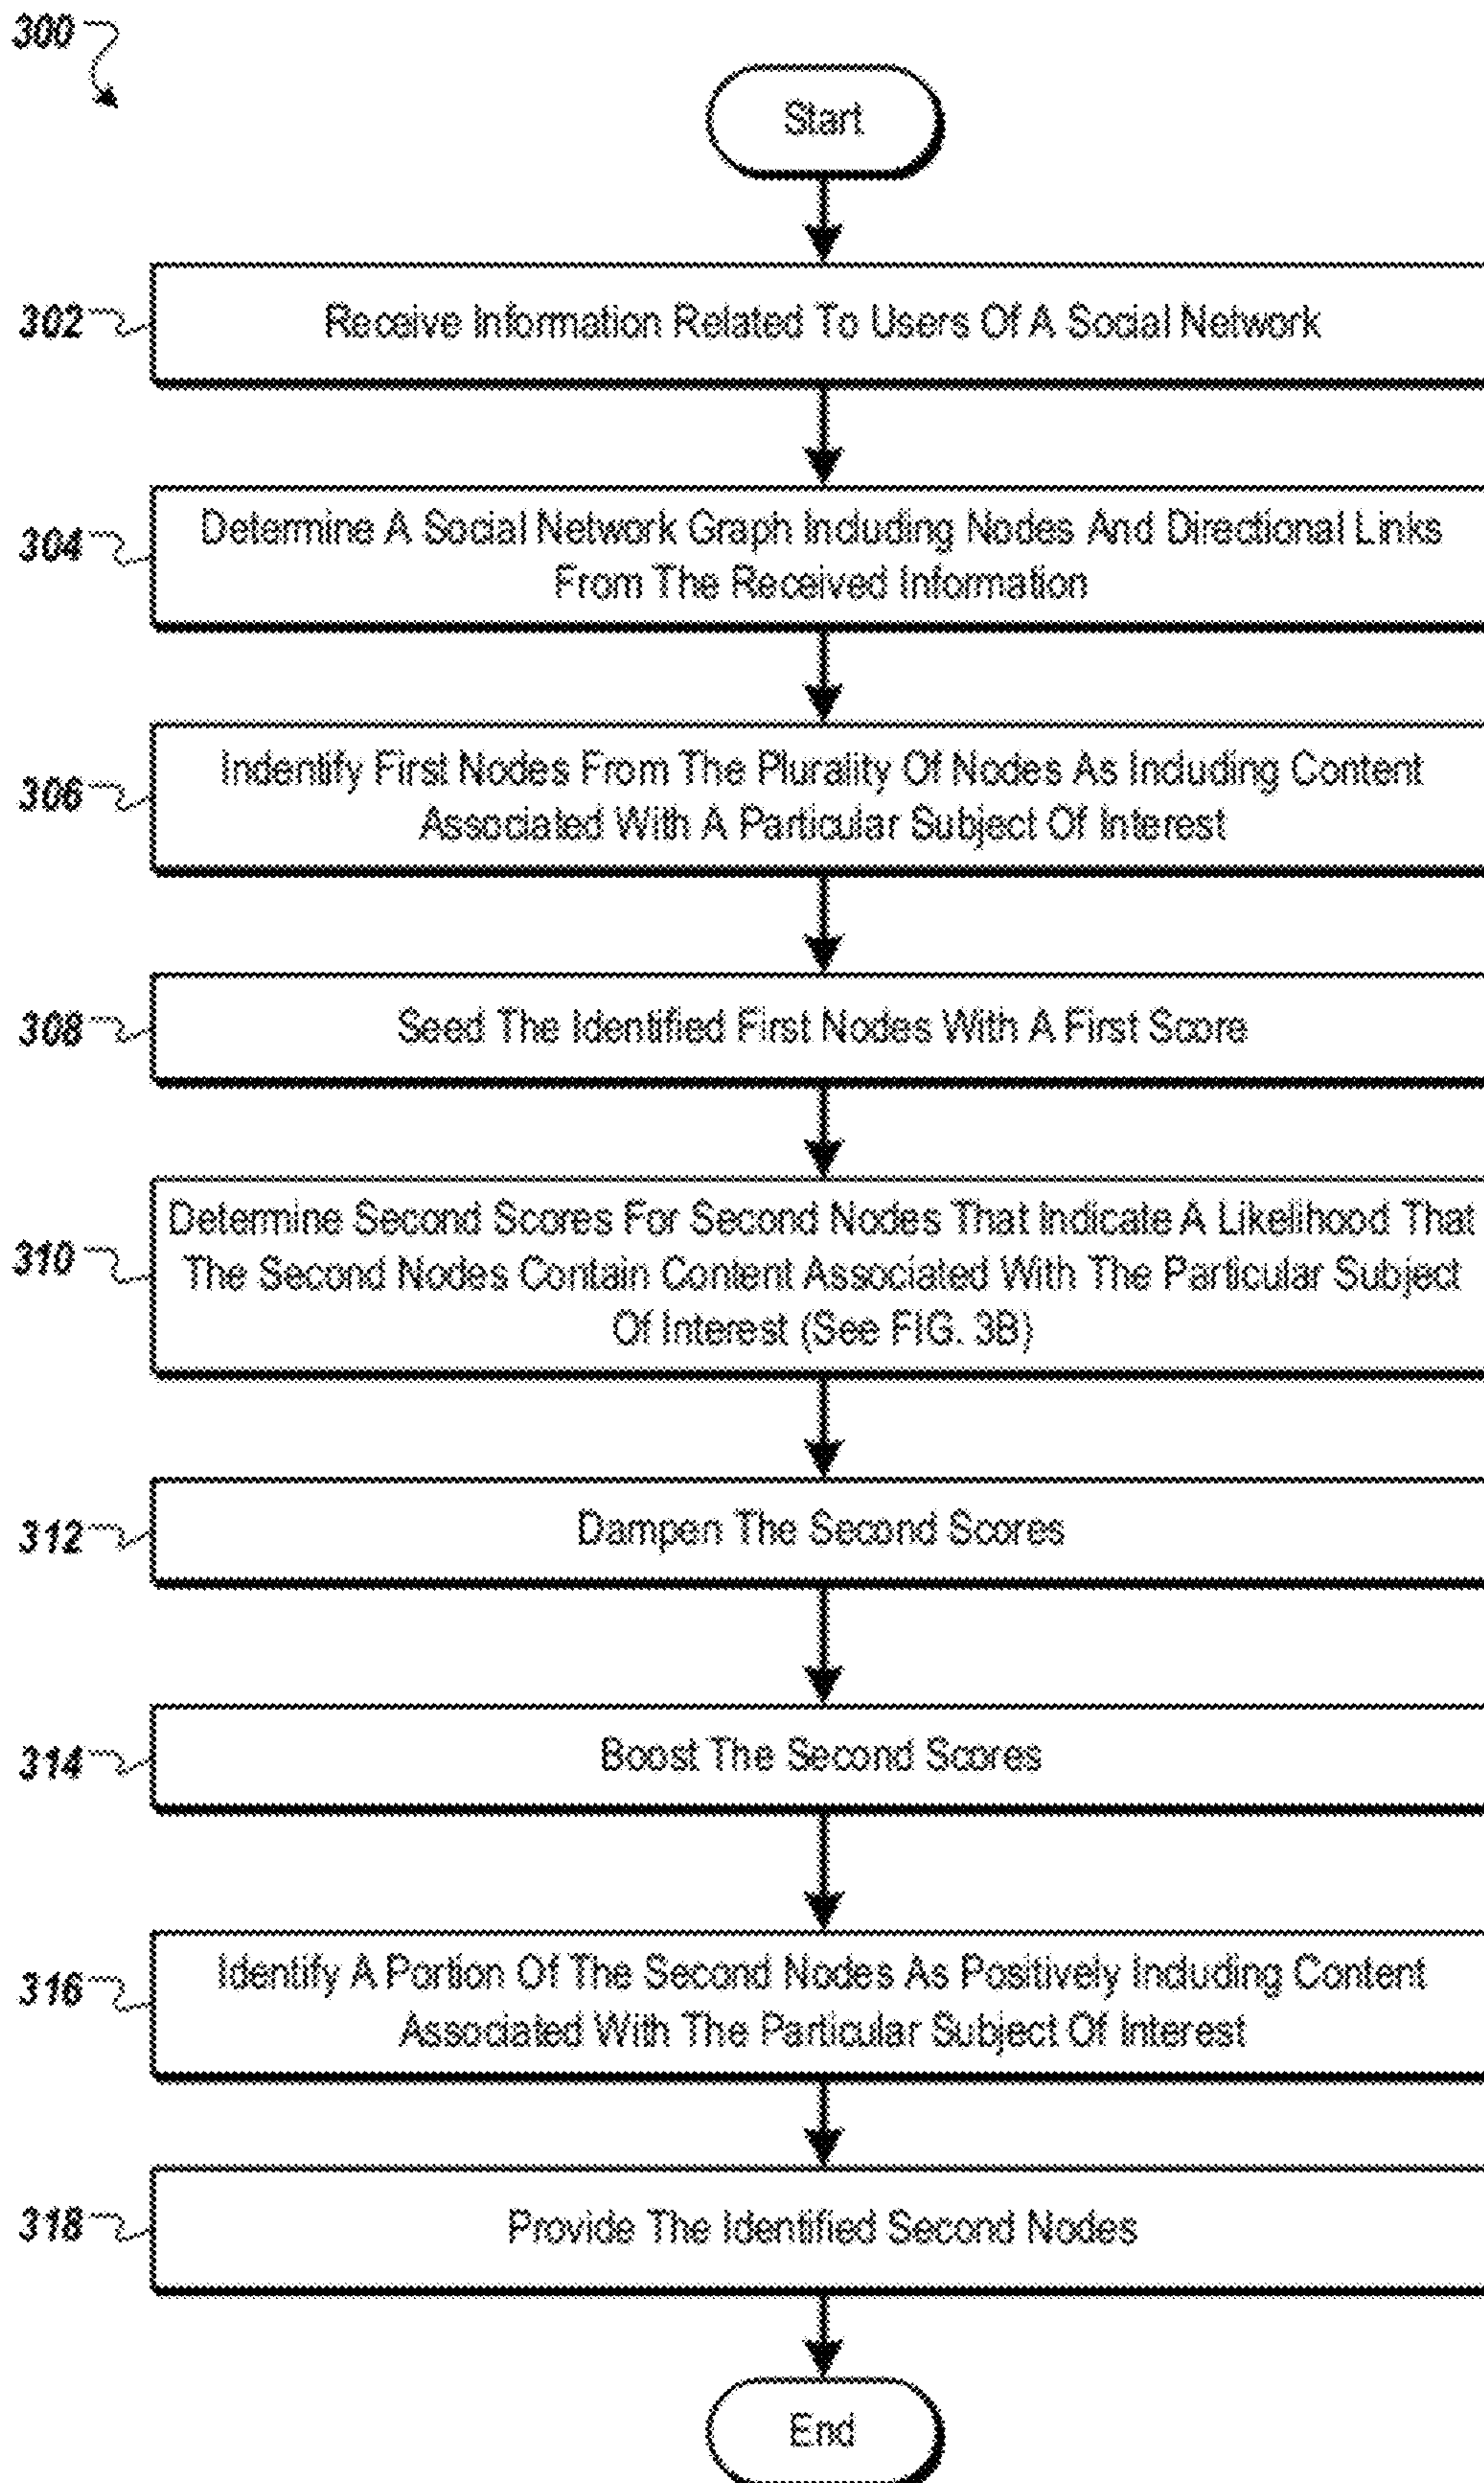 300
Start
302
Receive Information Related To Users Of A Social Network
304
Determine A Social Network Graph Including Nodes And Directional Links
From The Received Information
306
Indentify First Nodes From The Plurality Of Nodes As Including Content
Associated With A Particular Subject Of Interest
308
Seed The Identified First Nodes With A First Score
310
Determine Second Scores For Second Nodes That Indicate A Likelihood That
The Second Nodes Contain Content Associated With The Particular Subject
Of Interest (See FIG. 3B)
312
Dampen The Second Scores
314
Boost The Second Scores
316
Identify A Portion Of The Second Nodes As Positively Including Content
Associated With The Particular Subject Of Interest
318
Provide The Identified Second Nodes
End